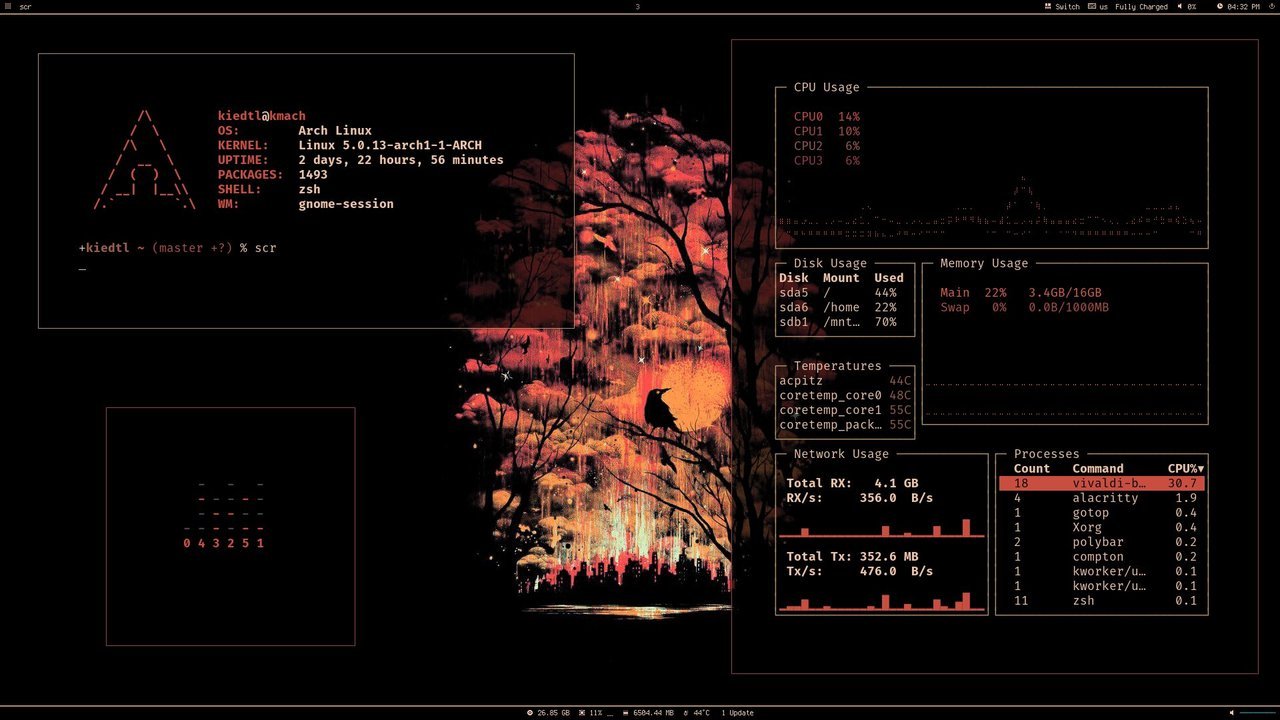 scr
3
Switch us Fully Charged 0% 04:32 PM
kiedtl@kmach
OS: Arch Linux
KERNEL: Linux 5.0.13-arch1-1-ARCH
UPTIME: 2 days, 22 hours, 56 minutes
PACKAGES: 1493
SHELL: zsh
WM: gnome-session
+kiedtl ~ (master +?) % scr
_
0 4 3 2 5 1
CPU Usage
CPU0 14%
CPU1 10%
CPU2 6%
CPU3 6%
Disk Usage
Disk Mount Used
sda5 / 44%
sda6 /home 22%
sdb1 /mnt… 70%
Memory Usage
Main 22% 3.4GB/16GB
Swap 0% 0.0B/1000MB
Temperatures
acpitz 44C
coretemp_core0 48C
coretemp_core1 55C
coretemp_pack… 55C
Network Usage
Total RX: 4.1 GB
RX/s: 356.0 B/s
Total Tx: 352.6 MB
Tx/s: 476.0 B/s
Processes
Count Command CPU%▼
18 vivaldi-b… 30.7
4 alacritty 1.9
1 gotop 0.4
1 Xorg 0.4
2 polybar 0.2
1 compton 0.2
1 kworker/u… 0.1
1 kworker/u… 0.1
11 zsh 0.1
26.85 GB 11% __ 6504.44 MB 44°C 1 Update